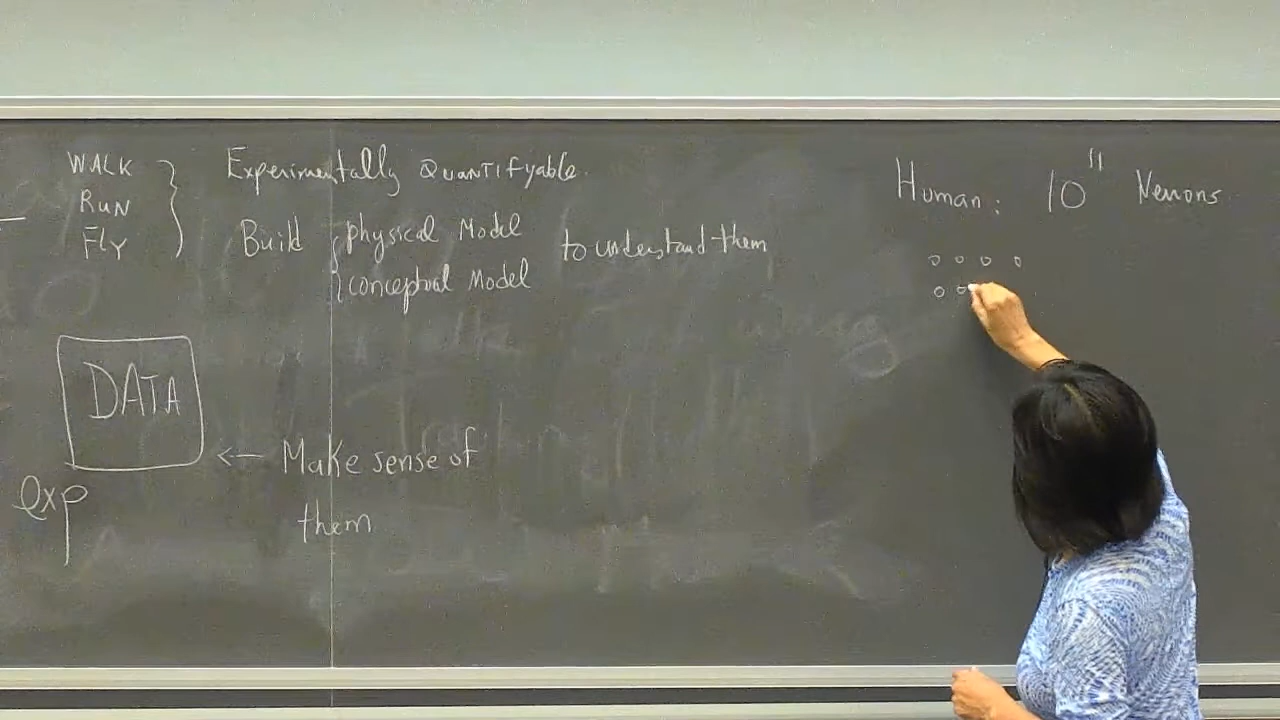 WALK
RUN
FLY
Experimentally QUANTIFyable.
Build physical Model
conceptual Model
to understand them
DATA
exp
← Make sense of
them
Human: 10¹¹ Neurons.